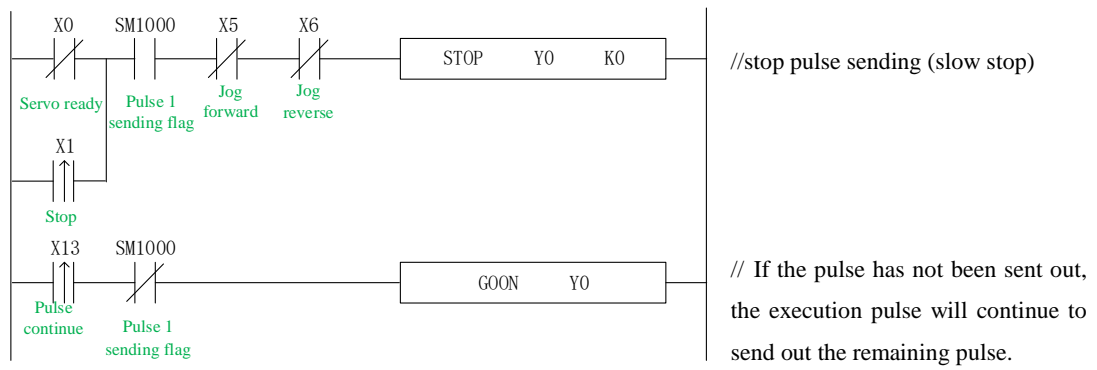 X0 SM1000 X5 X6
STOP Y0 K0
//stop pulse sending (slow stop)
Servo ready
Pulse 1
sending flag
Jog
forward
Jog
reverse
X1
Stop
X13 SM1000
GOON Y0
// If the pulse has not been sent out,
the execution pulse will continue to
send out the remaining pulse.
Pulse
continue
Pulse 1
sending flag